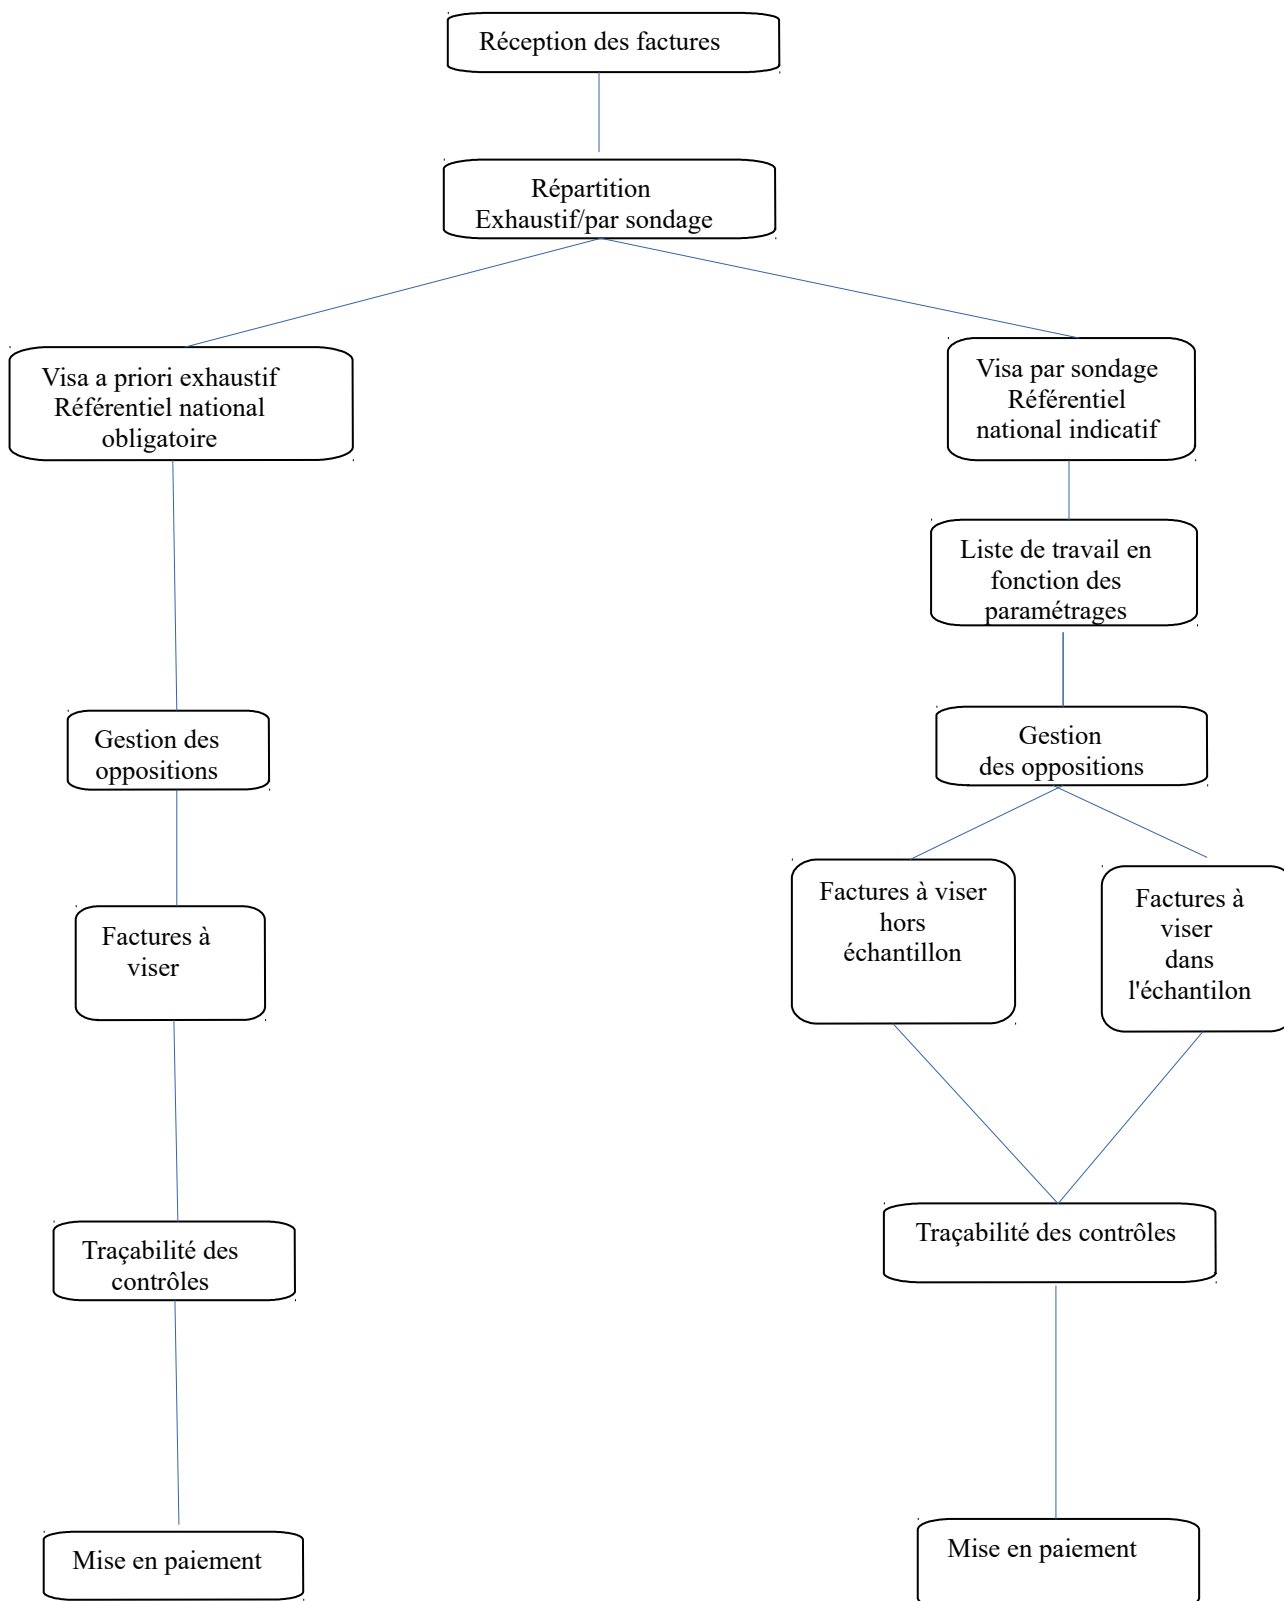 Réception des factures
Répartition
Exhaustif/par sondage
Visa a priori exhaustif
Référentiel national
obligatoire
Visa par sondage
Référentiel
national indicatif
Liste de travail en
fonction des
paramétrages
Gestion des
oppositions
Gestion
des oppositions
Factures à viser
hors
échantillon
Factures à
viser
dans
l'échantilon
Factures à
viser
Traçabilité des
contrôles
Traçabilité des contrôles
Mise en paiement
Mise en paiement